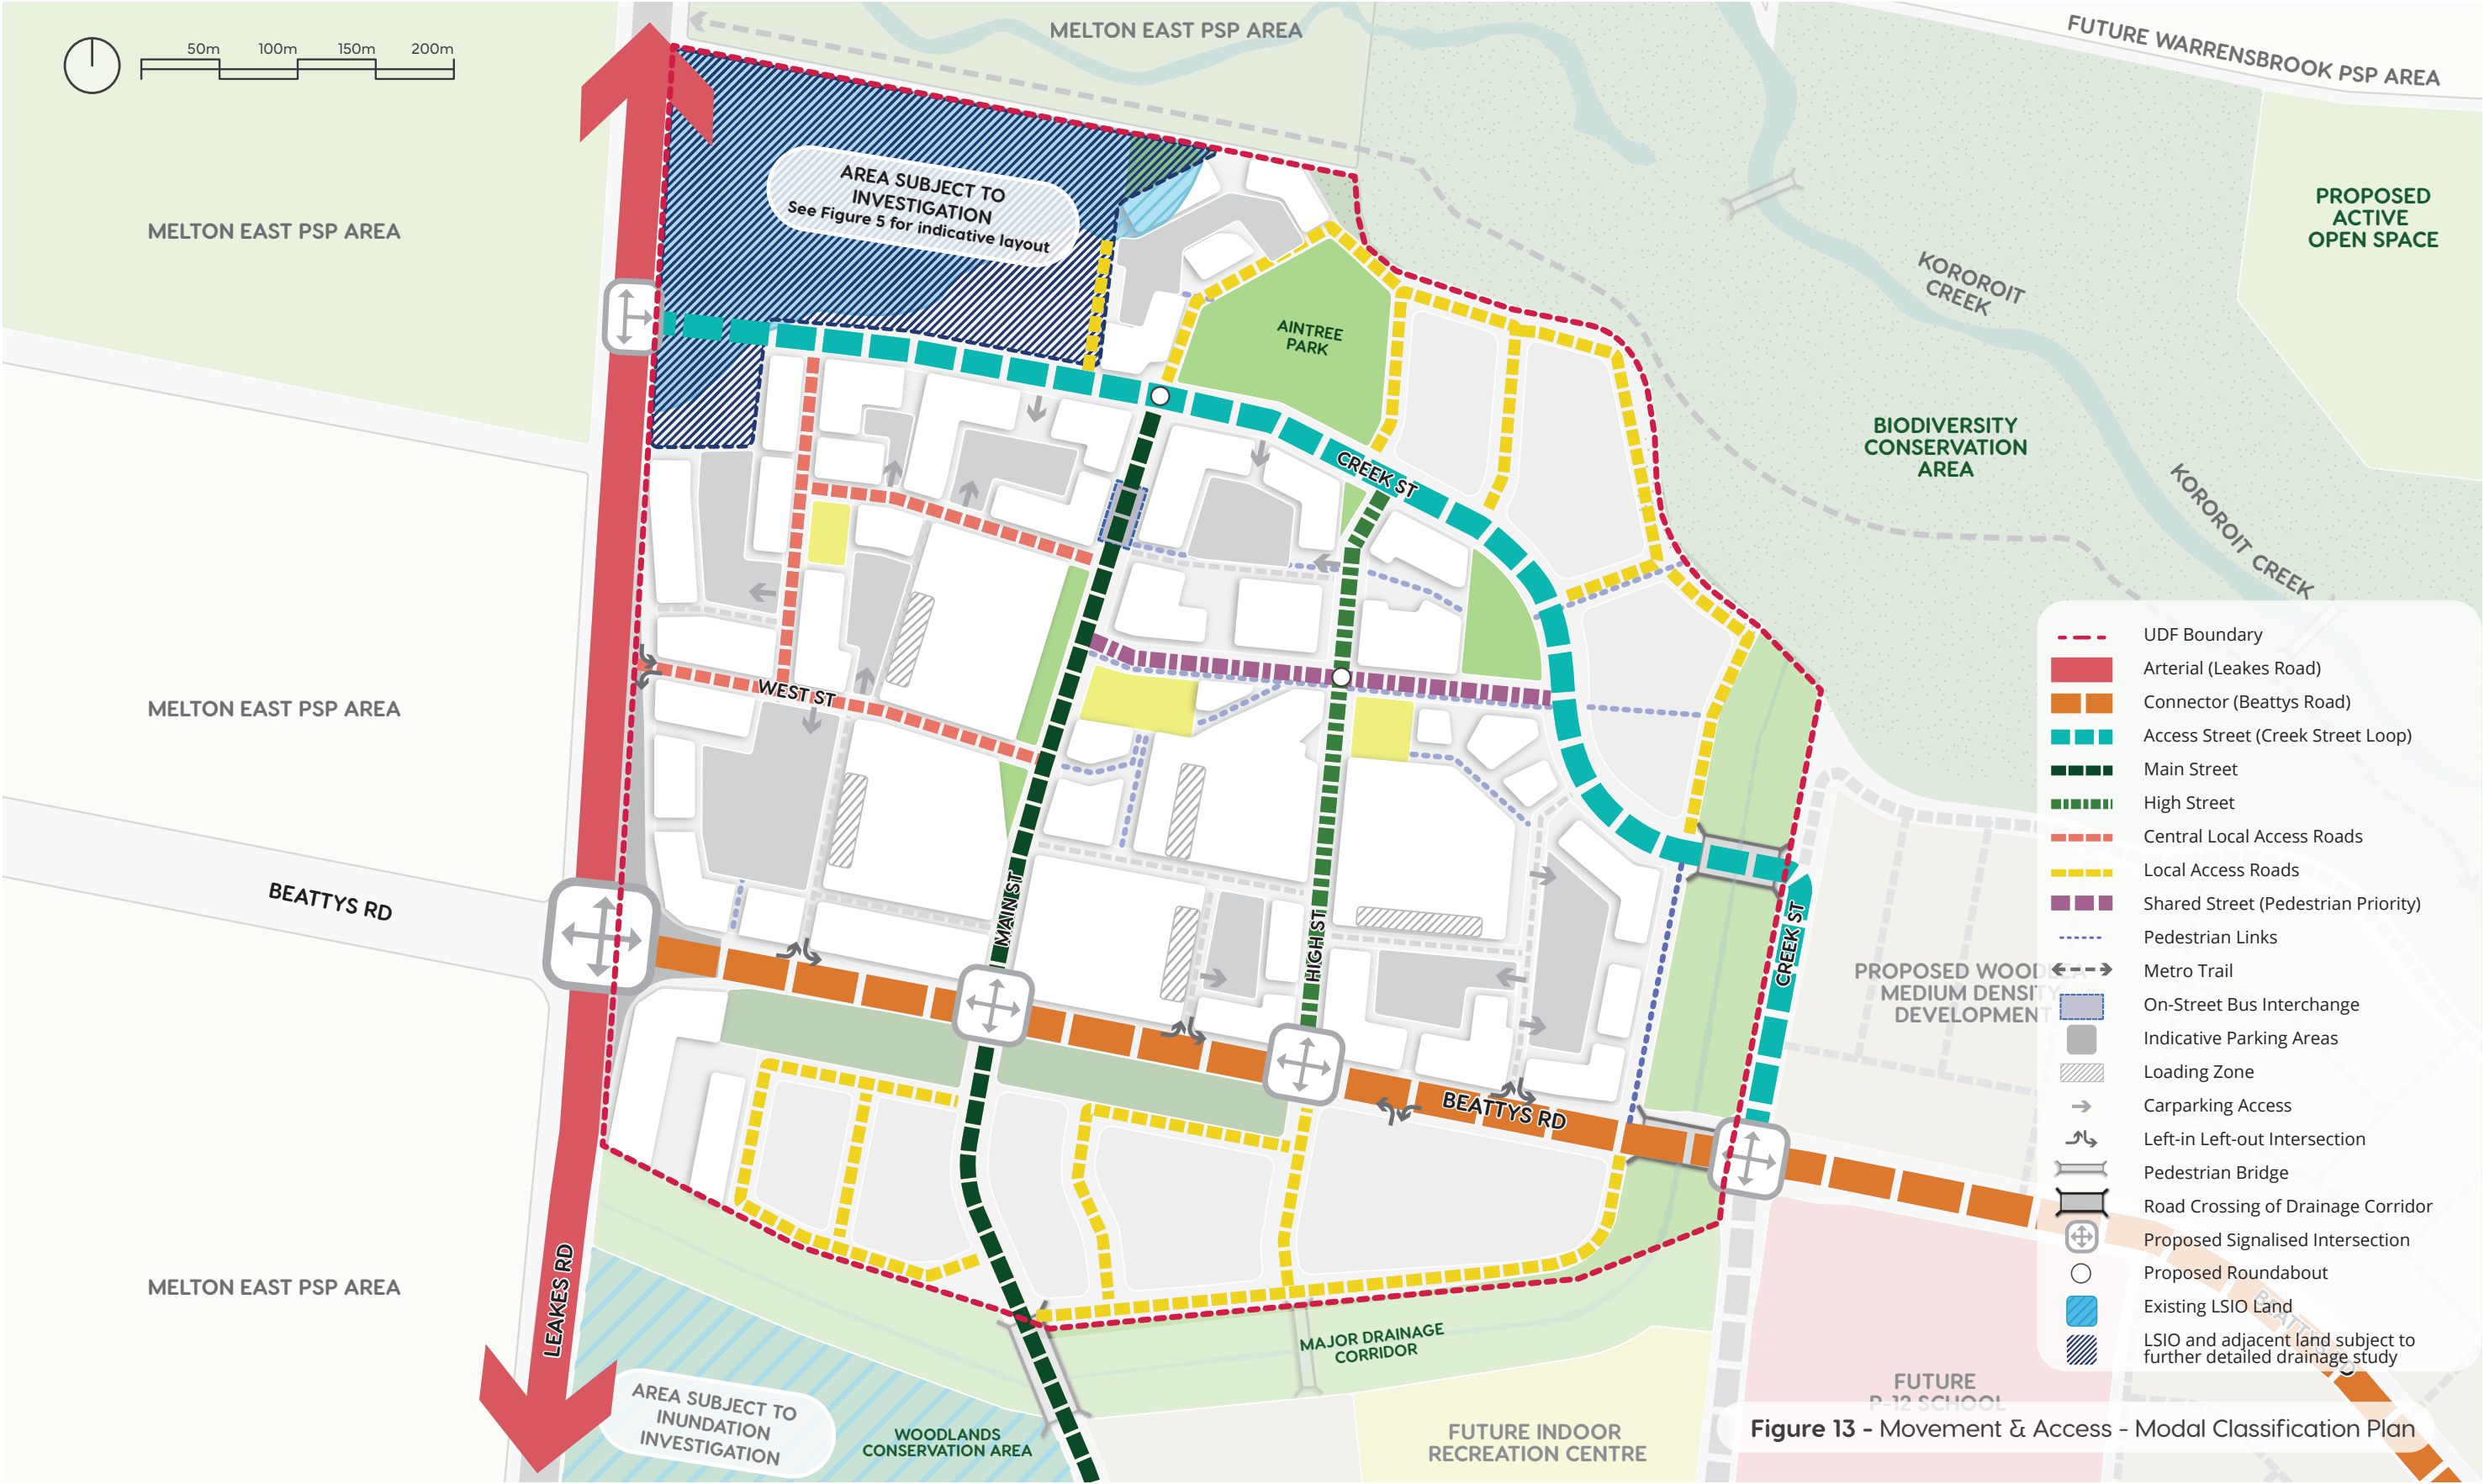 MELTON EAST PSP AREA
FUTURE WARRENSBROOK PSP AREA
50m 100m 150m 200m
AREA SUBJECT TO
INVESTIGATION
See Figure 5 for indicative layout
MELTON EAST PSP AREA
PROPOSED
ACTIVE
OPEN SPACE
KOROROIT
CREEK
AINTREE
PARK
BIODIVERSITY
CONSERVATION
AREA
CREEK ST
KOROROIT CREEK
WEST ST
MELTON EAST PSP AREA
BEATTYS RD
MAIN ST
HIGH ST
CREEK ST
PROPOSED WOODLEA
MEDIUM DENSITY
DEVELOPMENT
BEATTYS RD
MELTON EAST PSP AREA
LEAKES RD
MAJOR DRAINAGE
CORRIDOR
AREA SUBJECT TO
INUNDATION
INVESTIGATION
WOODLANDS
CONSERVATION AREA
FUTURE INDOOR
RECREATION CENTRE
FUTURE
P-12 SCHOOL
BEATTYS RD
UDF Boundary
Arterial (Leakes Road)
Connector (Beattys Road)
Access Street (Creek Street Loop)
Main Street
High Street
Central Local Access Roads
Local Access Roads
Shared Street (Pedestrian Priority)
Pedestrian Links
Metro Trail
On-Street Bus Interchange
Indicative Parking Areas
Loading Zone
Carparking Access
Left-in Left-out Intersection
Pedestrian Bridge
Road Crossing of Drainage Corridor
Proposed Signalised Intersection
Proposed Roundabout
Existing LSIO Land
LSIO and adjacent land subject to
further detailed drainage study
Figure 13 - Movement & Access - Modal Classification Plan